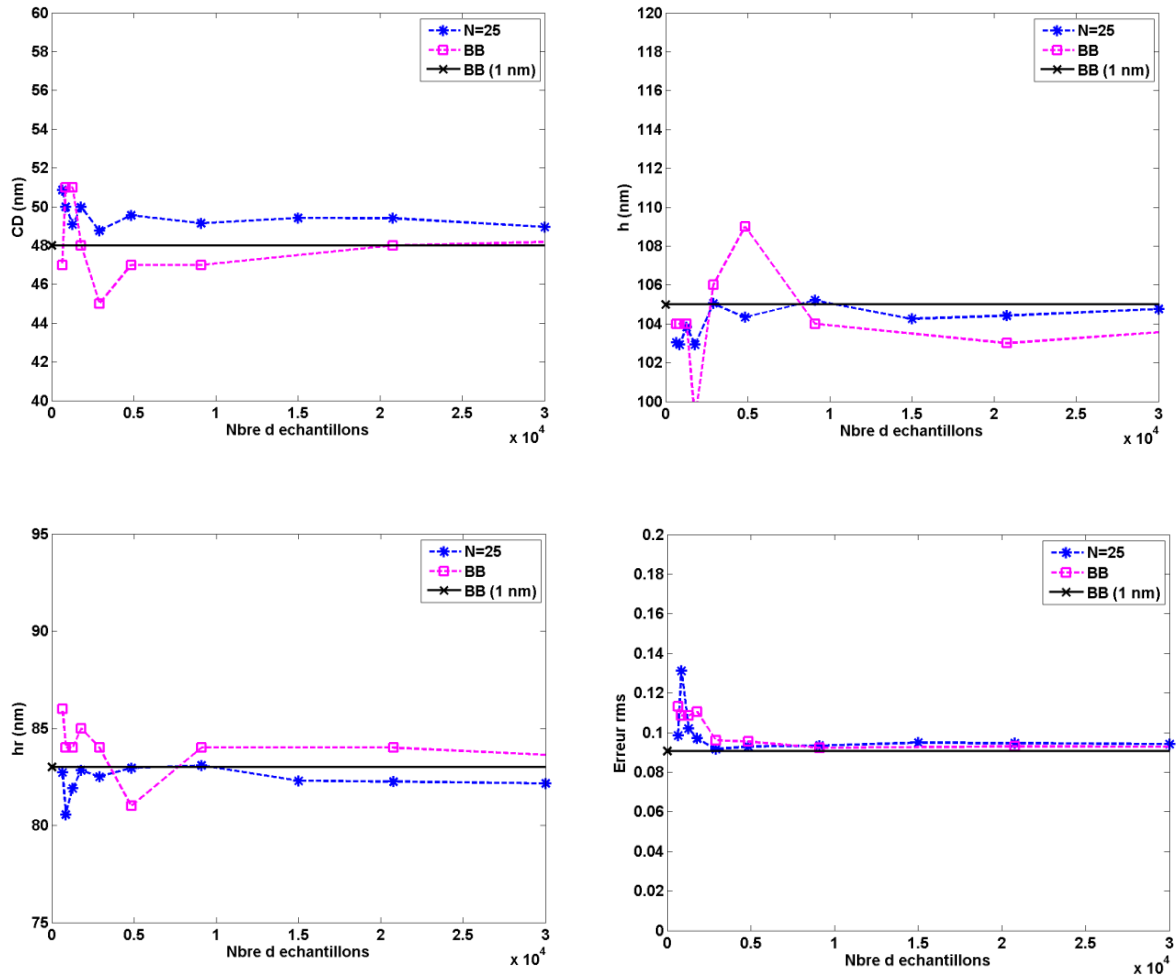 60
58
56
54
52
50
48
46
44
42
40
CD (nm)
N=25
BB
BB (1 nm)
0 0.5 1 1.5 2 2.5 3
Nbre d echantillons
x 10^4
120
118
116
114
112
110
108
106
104
102
100
h (nm)
N=25
BB
BB (1 nm)
0 0.5 1 1.5 2 2.5 3
Nbre d echantillons
x 10^4
95
90
85
80
75
hr (nm)
N=25
BB
BB (1 nm)
0 0.5 1 1.5 2 2.5 3
Nbre d echantillons
x 10^4
0.2
0.18
0.16
0.14
0.12
0.1
0.08
0.06
0.04
0.02
0
Erreur rms
N=25
BB
BB (1 nm)
0 0.5 1 1.5 2 2.5 3
Nbre d echantillons
x 10^4